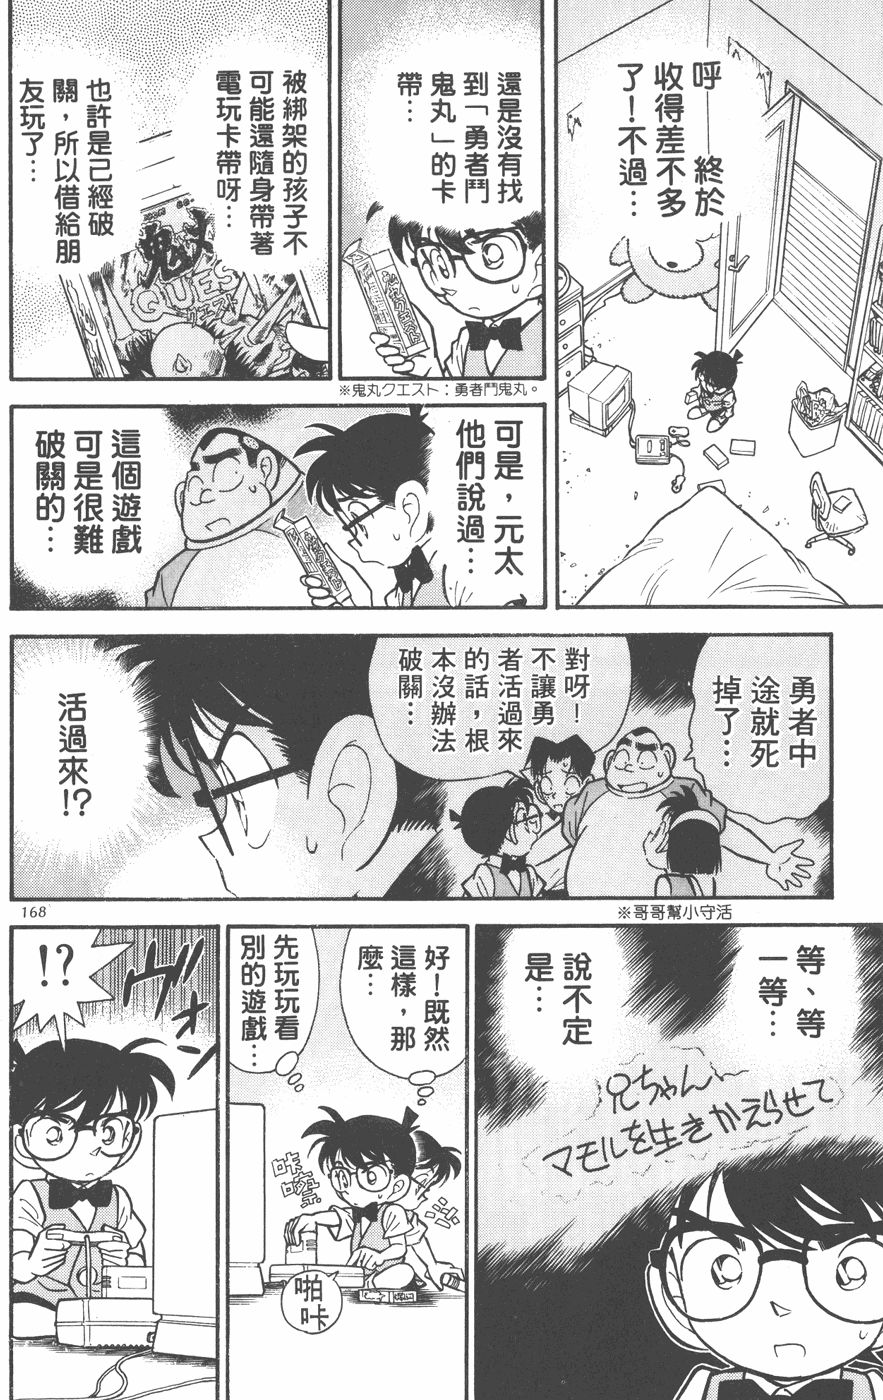 呼　終於
收得差不多
了！不過…
還是沒有找
到「勇者鬥
鬼丸」的卡
帶…
※鬼丸クエスト：勇者鬥鬼丸。
被綁架的孩子不
可能還隨身帶著
電玩卡帶呀…
也許是己經破
關，所以借給朋
友玩了…
QUES
クエスト
可是，元太
他們說過…
這個遊戲
可是很難
破關的…
勇者中
途就死
掉了…
對呀！
不讓勇
者活過來
的話，根
本沒辦法
破關…
活過來！？
168
※哥哥幫小守活
等、等
一等…
說不定
是…
兄ちゃん
マモルを生きかえらせて
好！既然
這樣，那
麼…
先玩玩看
別的遊戲
…
咔嚓
啪咔
！？